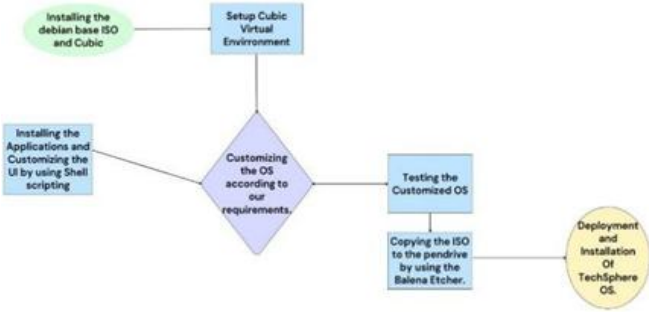 Installing the
debian base ISO
and Cubic
Setup Cubic
Virtual
Envirronment
Installing the
Applications and
Customizing the
UI by using Shell
scripting
Customizing
the OS
according to
our
requirements.
Testing the
Customized OS
Copying the ISO
to the pendrive
by using the
Balena Etcher.
Deployment
and
Installation
Of
TechSphere
OS.